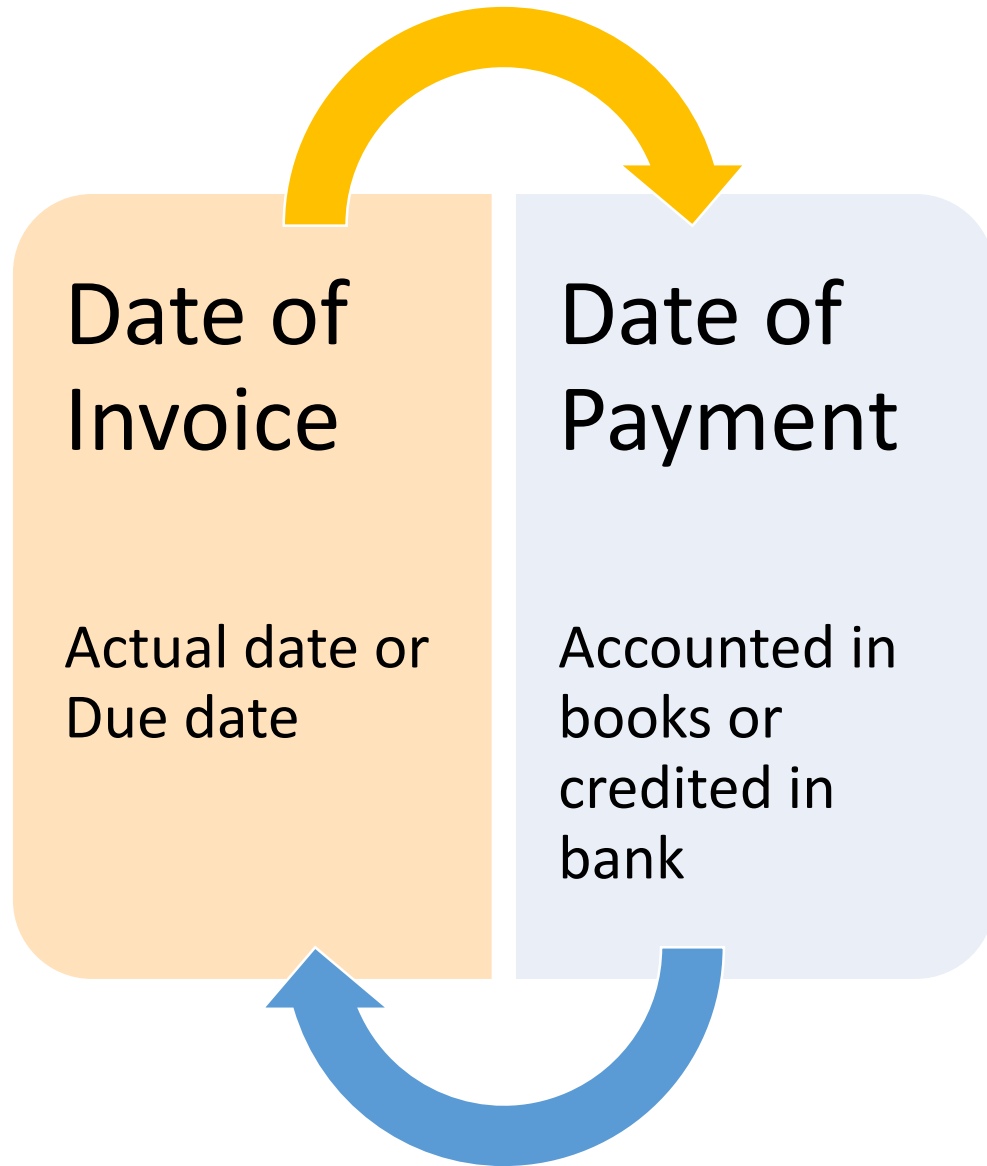 Date of
Invoice
Actual date or
Due date
Date of
Payment
Accounted in
books or
credited in
bank